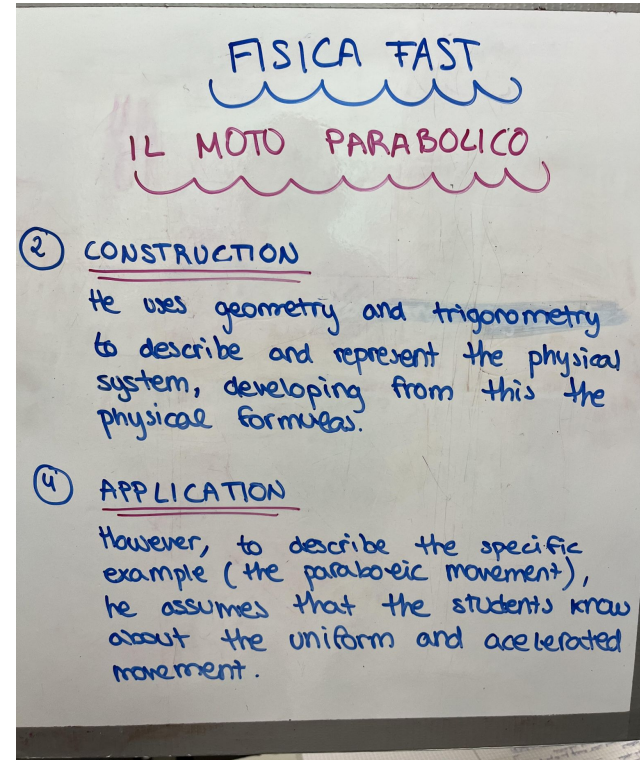 FISICA FAST
IL MOTO PARABOLICO
2 CONSTRUCTION
He uses geometry and trigonometry
to describe and represent the physical
system, developing from this the
physical formulas.
4 APPLICATION
However, to describe the specific
example (the parabolic movement),
he assumes that the students know
about the uniform and acelerated
movement.